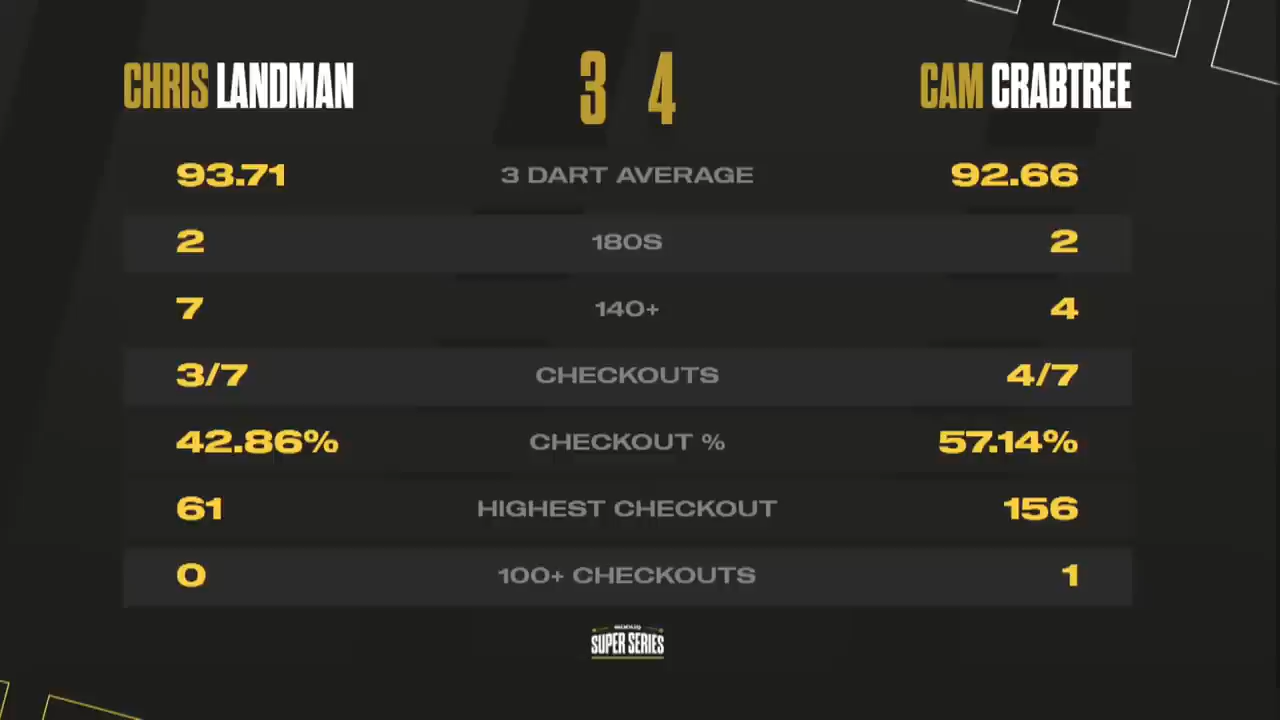 CHRIS LANDMAN 3 4 CAM CRABTREE
93.71 3 DART AVERAGE 92.66
2 180S 2
7 140+ 4
3/7 CHECKOUTS 4/7
42.86% CHECKOUT % 57.14%
61 HIGHEST CHECKOUT 156
0 100+ CHECKOUTS 1
SUPER SERIES